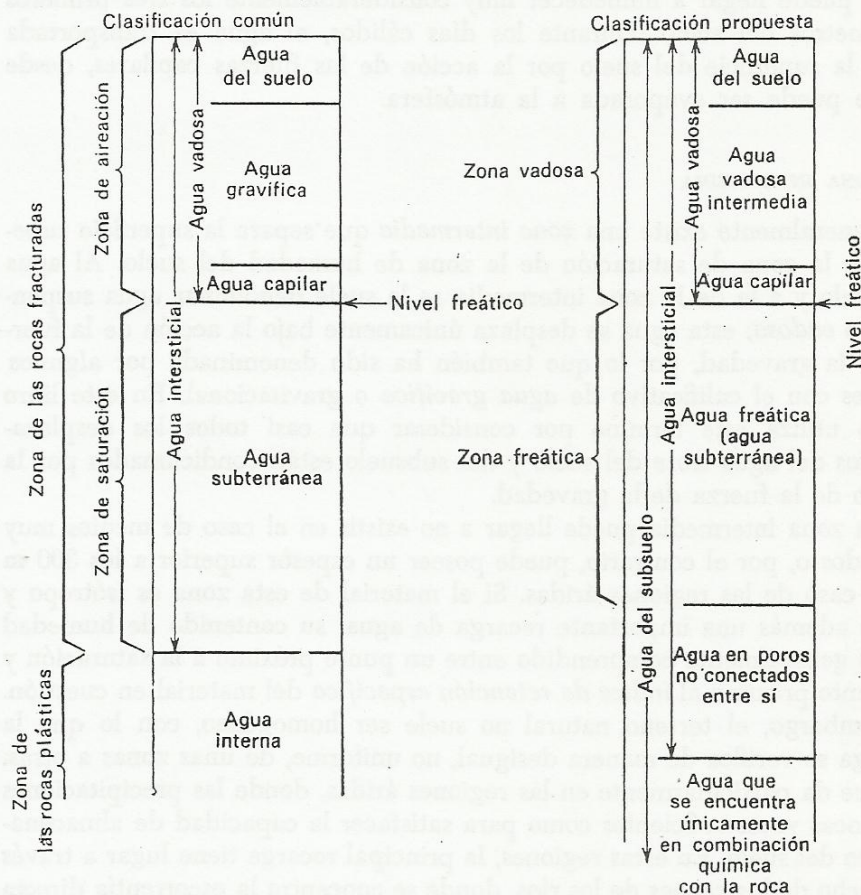 Clasificación común
Zona de las rocas fracturadas
Zona de aireación
Agua vadosa
Agua
del suelo
Agua
gravífica
Agua capilar
Nivel freático
Zona de saturación
Agua intersticial
Agua
subterránea
Zona de
las rocas plásticas
Agua
interna
Clasificación propuesta
Zona vadosa
Agua vadosa
Agua
del suelo
Agua
vadosa
intermedia
Agua capilar
Nivel freático
Zona freática
Agua intersticial
Agua del subsuelo
Agua freática
(agua
subterránea)
Agua en poros
no conectados
entre sí
Agua que
se encuentra
únicamente
en combinación
química
con la roca